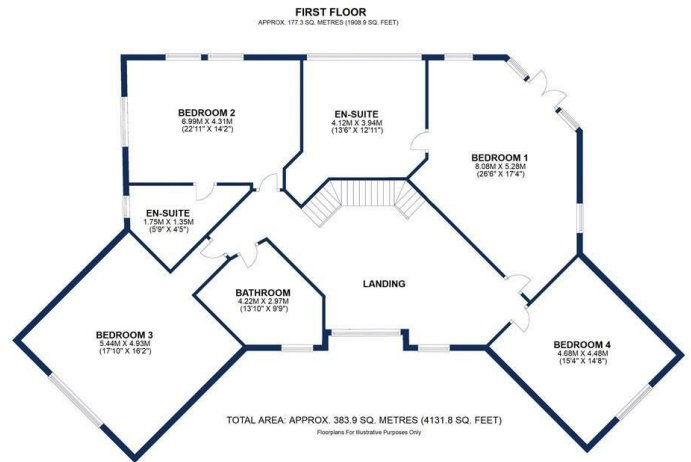 FIRST FLOOR
APPROX. 177.3 SQ. METRES (1908.9 SQ. FEET)
BEDROOM 2
6.99M X 4.31M
(22'11" X 14'2")
EN-SUITE
4.12M X 3.94M
(13'6" X 12'11")
BEDROOM 1
8.08M X 5.28M
(26'6" X 17'4")
EN-SUITE
1.75M X 1.35M
(5'9" X 4'5")
BATHROOM
4.22M X 2.97M
(13'10" X 9'9")
LANDING
BEDROOM 3
5.44M X 4.93M
(17'10" X 16'2")
BEDROOM 4
4.68M X 4.48M
(15'4" X 14'8")
TOTAL AREA: APPROX. 383.9 SQ. METRES (4131.8 SQ. FEET)
Floorplans For Illustrative Purposes Only